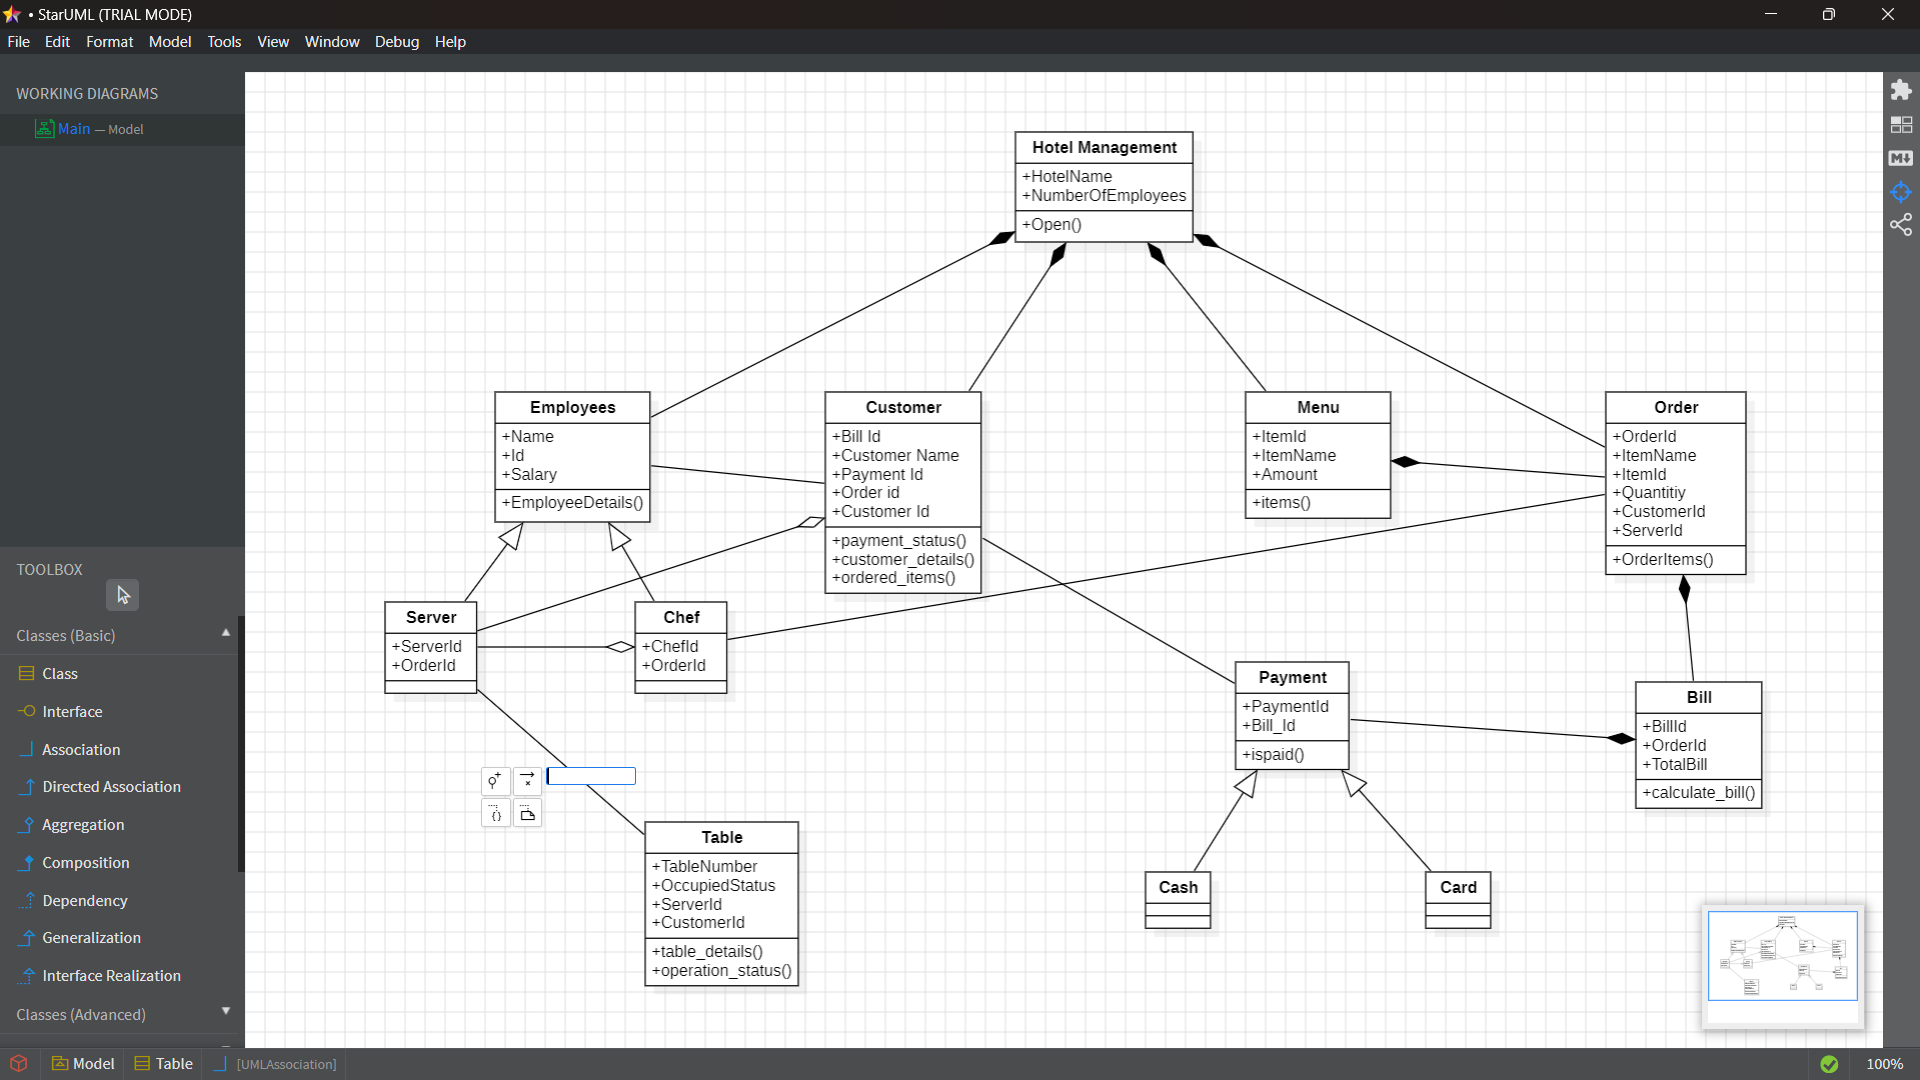 • StarUML (TRIAL MODE)
File Edit Format Model Tools View Window Debug Help
WORKING DIAGRAMS
Main — Model
TOOLBOX
Classes (Basic)
Class
Interface
Association
Directed Association
Aggregation
Composition
Dependency
Generalization
Interface Realization
Classes (Advanced)
Hotel Management
+HotelName
+NumberOfEmployees
+Open()
Employees
+Name
+Id
+Salary
+EmployeeDetails()
Customer
+Bill Id
+Customer Name
+Payment Id
+Order id
+Customer Id
+payment_status()
+customer_details()
+ordered_items()
Menu
+ItemId
+ItemName
+Amount
+items()
Order
+OrderId
+ItemName
+ItemId
+Quantitiy
+CustomerId
+ServerId
+OrderItems()
Server
+ServerId
+OrderId
Chef
+ChefId
+OrderId
Payment
+PaymentId
+Bill_Id
+ispaid()
Bill
+BillId
+OrderId
+TotalBill
+calculate_bill()
Table
+TableNumber
+OccupiedStatus
+ServerId
+CustomerId
+table_details()
+operation_status()
Cash
Card
M
Model Table [UMLAssociation]
100%